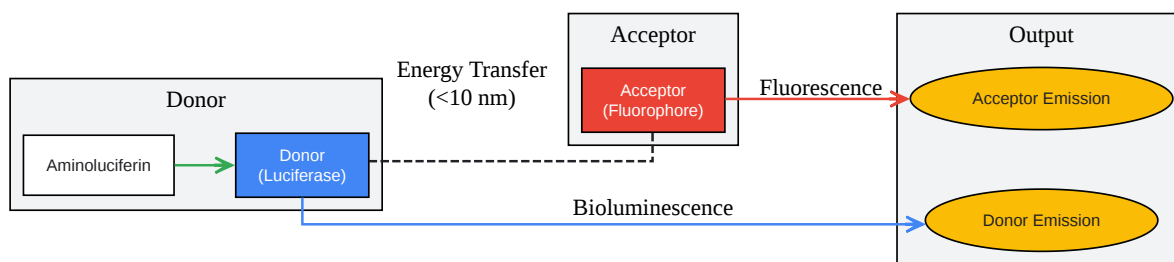 Donor
Aminoluciferin
Donor
(Luciferase)
Energy Transfer
(<10 nm)
Acceptor
Acceptor
(Fluorophore)
Fluorescence
Bioluminescence
Output
Acceptor Emission
Donor Emission